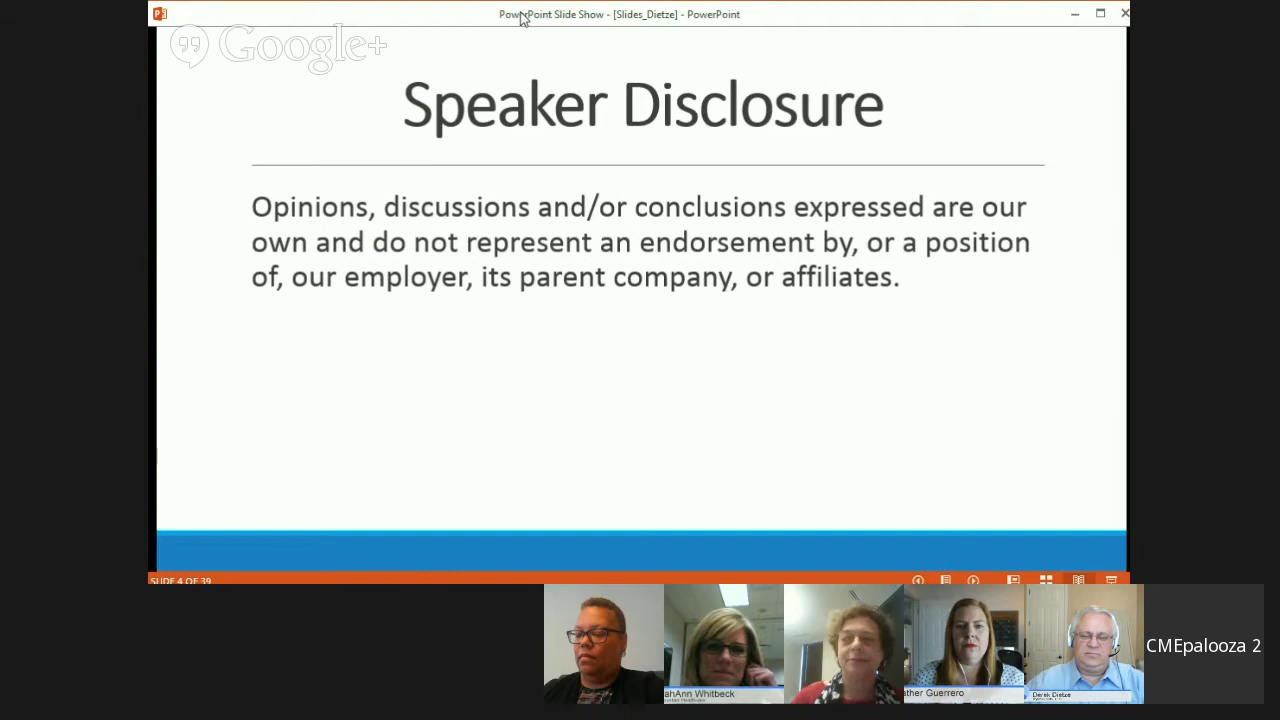 PowerPoint Slide Show - [Slides_Dietze] - PowerPoint
Google+
Speaker Disclosure
Opinions, discussions and/or conclusions expressed are our
own and do not represent an endorsement by, or a position
of, our employer, its parent company, or affiliates.
SLIDE 4 OF 39
ahAnn Whitbeck
ther Guerrero
Derek Dietze
CMEpalooza 2